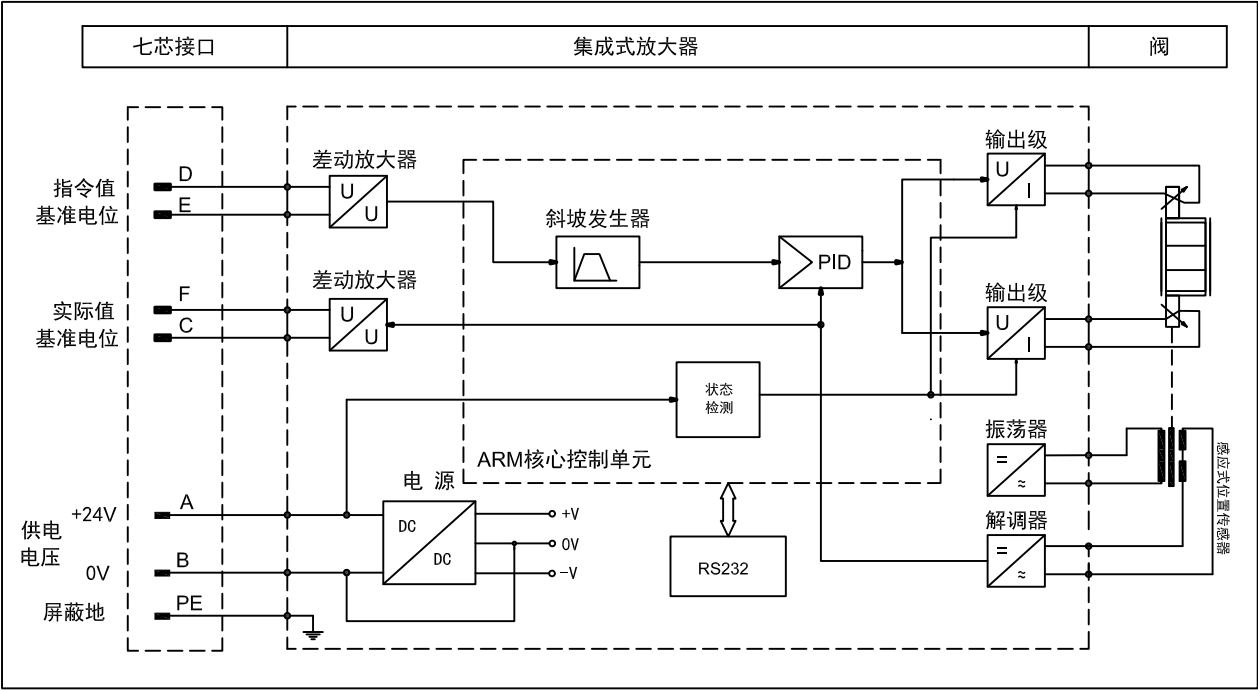 七芯接口 集成式放大器 阀
差动放大器
指令值 D
基准电位 E
U
U
斜坡发生器
PID
输出级
U
I
差动放大器
实际值 F
基准电位 C
U
U
输出级
U
I
状态
检测
ARM核心控制单元
振荡器
=
≈
感应式位置传感器
电 源
供电
电压
+24V A
0V B
DC
DC
+V
0V
-V
RS232
解调器
=
≈
屏蔽地 PE